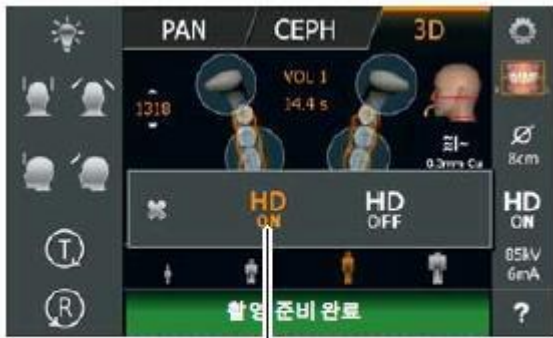 PAN
CEPH
3D
VOL 1
14.4 s
1318
0.3mm Cu
8cm
HD
ON
HD
OFF
HD
ON
85kV
6mA
T
R
촬영 준비 완료
?